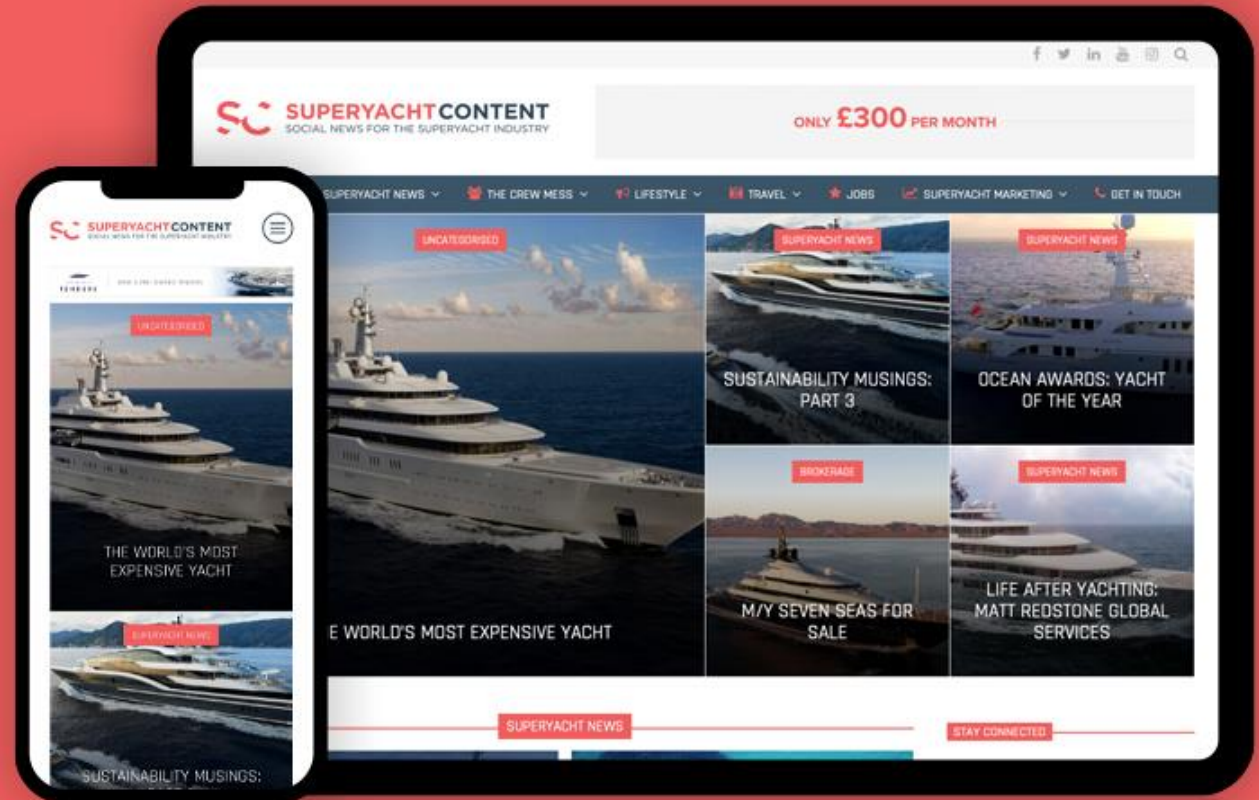 SUPERYACHTCONTENT
SOCIAL NEWS FOR THE SUPERYACHT INDUSTRY
ONLY £300 PER MONTH
SUPERYACHT NEWS
THE CREW MESS
LIFESTYLE
TRAVEL
JOBS
SUPERYACHT MARKETING
GET IN TOUCH
UNCATEGORISED
E WORLD'S MOST EXPENSIVE YACHT
SUPERYACHT NEWS
SUSTAINABILITY MUSINGS:
PART 3
SUPERYACHT NEWS
OCEAN AWARDS: YACHT
OF THE YEAR
BROKERAGE
M/Y SEVEN SEAS FOR
SALE
SUPERYACHT NEWS
LIFE AFTER YACHTING:
MATT REDSTONE GLOBAL
SERVICES
SUPERYACHT NEWS
STAY CONNECTED
SUPERYACHTCONTENT
SOCIAL NEWS FOR THE SUPERYACHT INDUSTRY
UNCATEGORISED
THE WORLD'S MOST
EXPENSIVE YACHT
SUPERYACHT NEWS
SUSTAINABILITY MUSINGS: